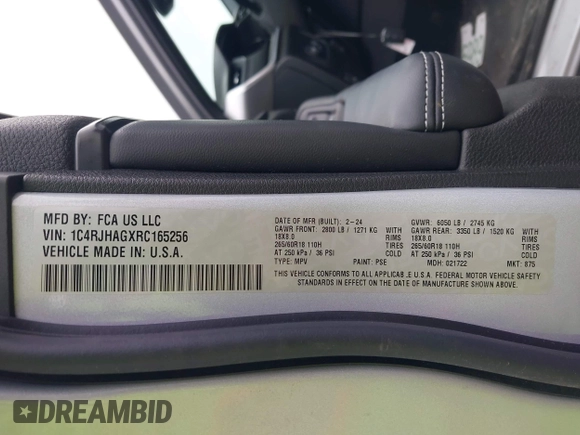 MFD BY: FCA US LLC
VIN: 1C4RJHAGXRC165256
VEHICLE MADE IN: U.S.A.
DATE OF MFR (BUILT): 2-24
GVWR: 6050 LB / 2745 KG
GAWR FRONT: 2800 LB / 1271 KG
GAWR REAR: 3350 LB / 1520 KG
18X8.0
RIMS
18X8.0
RIMS
265/60R18 110H
TIRES
265/60R18 110H
TIRES
AT 250 kPa / 36 PSI
COLD
AT 250 kPa / 36 PSI
COLD
TYPE: MPV
PAINT: PSE
MDH: 021722
MKT: 875
THIS VEHICLE CONFORMS TO ALL APPLICAB_E U.S.A. FEDERAL MOTOR VEHICLE SAFETY
STANDARDS IN EFFECT ON THE DATE OF MANUFACTURE SHOWN ABOVE.
DREAMBID